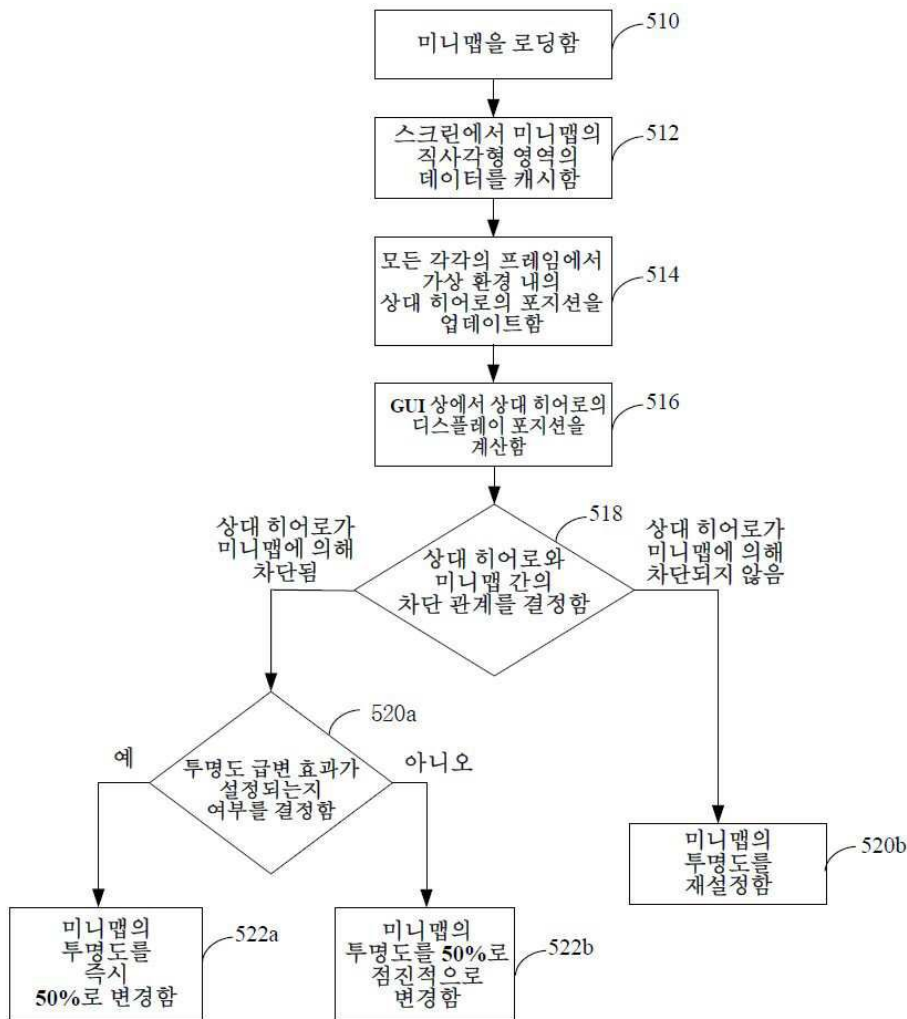 미니맵을 로딩함
510
스크린에서 미니맵의
직사각형 영역의
데이터를 캐시함
512
모든 각각의 프레임에서
가상 환경 내의
상대 히어로의 포지션을
업데이트함
514
GUI 상에서 상대 히어로의
디스플레이 포지션을
계산함
516
상대 히어로와
미니맵 간의
차단 관계를 결정함
518
상대 히어로가
미니맵에 의해
차단됨
상대 히어로가
미니맵에 의해
차단되지 않음
투명도 급변 효과가
설정되는지
여부를 결정함
520a
예
아니오
미니맵의
투명도를
재설정함
520b
미니맵의
투명도를
즉시
50%로 변경함
522a
미니맵의
투명도를 50%로
점진적으로
변경함
522b